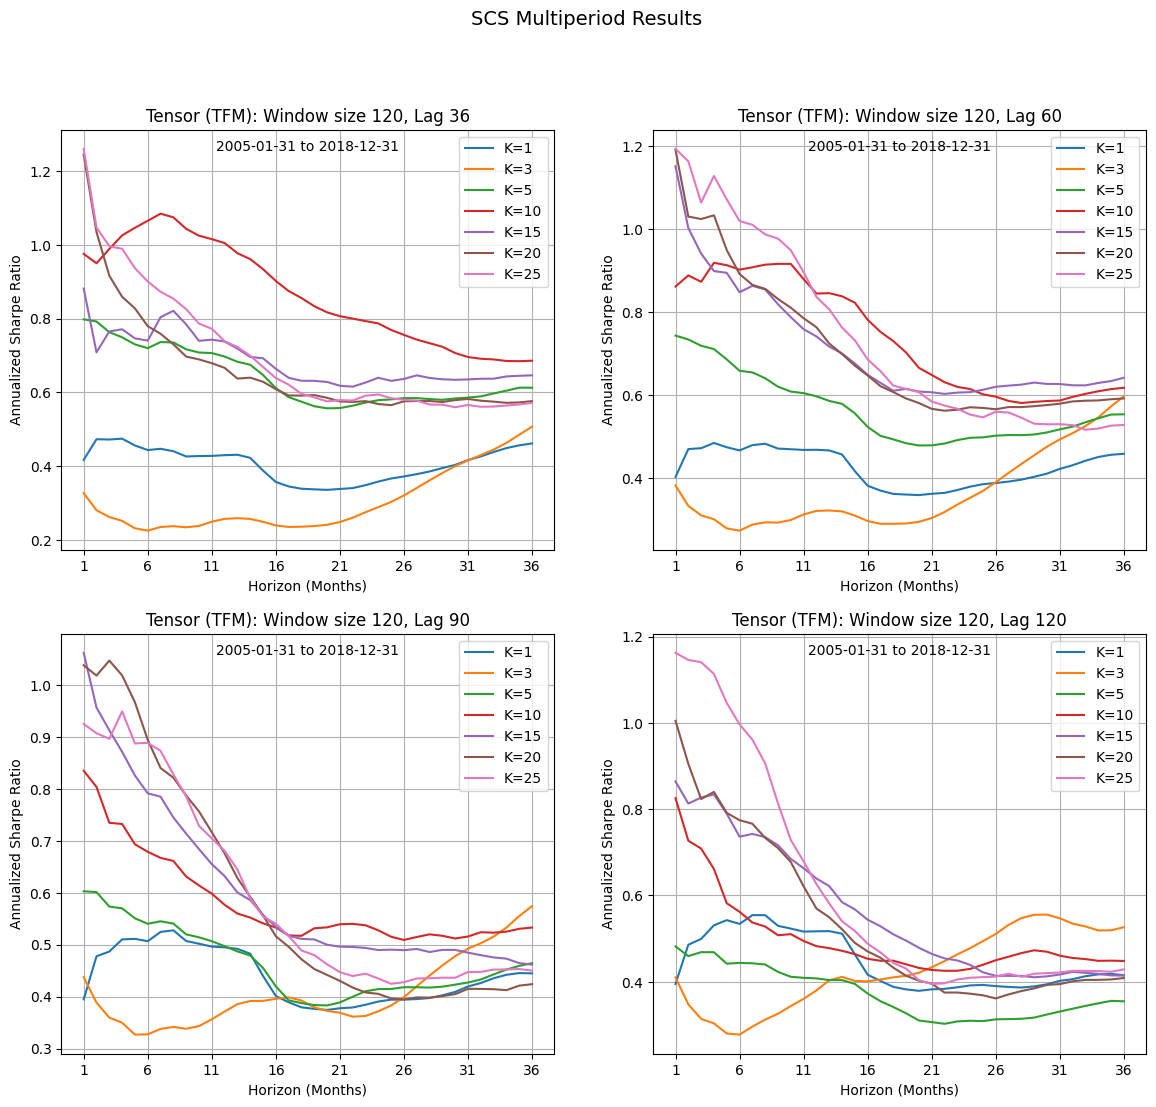 SCS Multiperiod Results
Tensor (TFM): Window size 120, Lag 36
2005-01-31 to 2018-12-31
K=1
K=3
K=5
K=10
K=15
K=20
K=25
Annualized Sharpe Ratio
1.2
1.0
0.8
0.6
0.4
0.2
1 6 11 16 21 26 31 36
Horizon (Months)
Tensor (TFM): Window size 120, Lag 60
2005-01-31 to 2018-12-31
K=1
K=3
K=5
K=10
K=15
K=20
K=25
Annualized Sharpe Ratio
1.2
1.0
0.8
0.6
0.4
1 6 11 16 21 26 31 36
Horizon (Months)
Tensor (TFM): Window size 120, Lag 90
2005-01-31 to 2018-12-31
K=1
K=3
K=5
K=10
K=15
K=20
K=25
Annualized Sharpe Ratio
1.0
0.9
0.8
0.7
0.6
0.5
0.4
0.3
1 6 11 16 21 26 31 36
Horizon (Months)
Tensor (TFM): Window size 120, Lag 120
2005-01-31 to 2018-12-31
K=1
K=3
K=5
K=10
K=15
K=20
K=25
Annualized Sharpe Ratio
1.2
1.0
0.8
0.6
0.4
1 6 11 16 21 26 31 36
Horizon (Months)